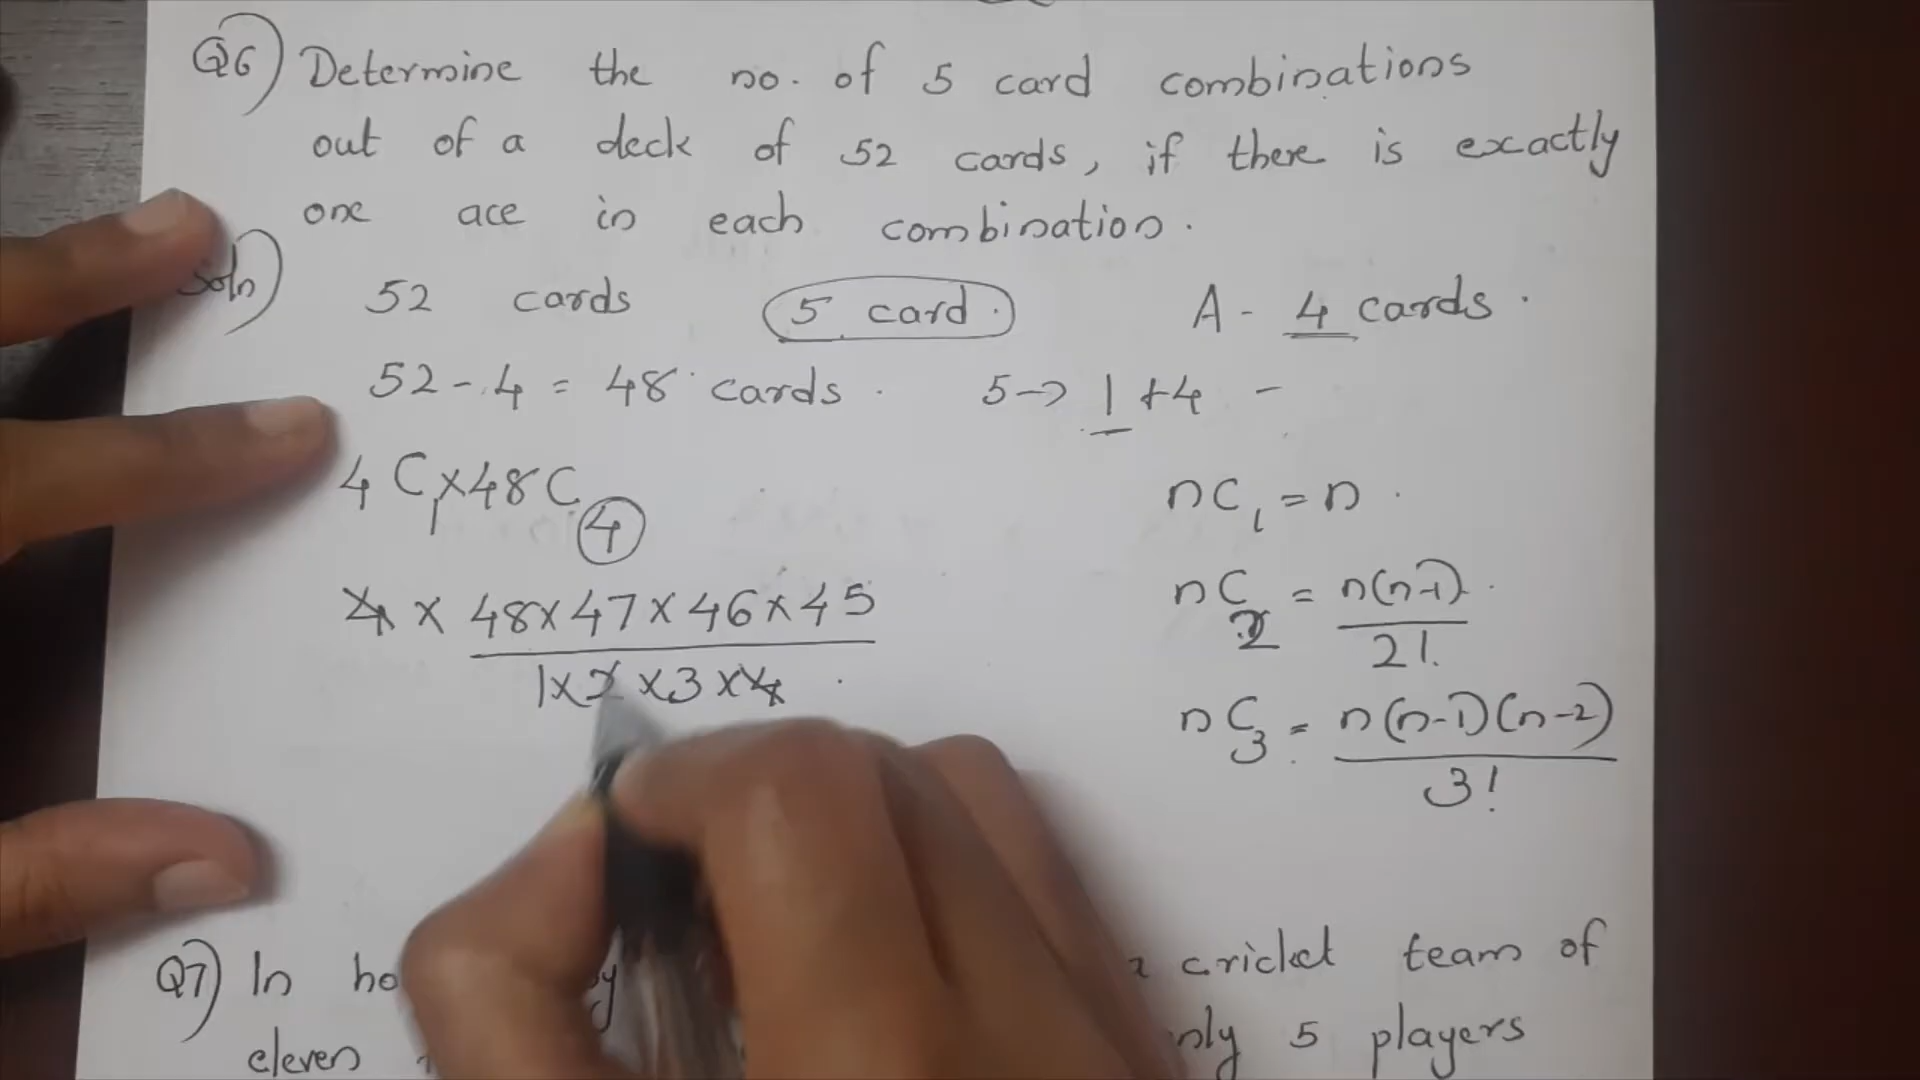 Q6) Determine the no. of 5 card combinations
out of a deck of 52 cards, if there is exactly
one ace in each combination.
Soln) 52 cards 5 card. A - 4 cards.
52 - 4 = 48 cards. 5 → 1 + 4 -
4C₁ × 48C₄
nC₁ = n.
4 × 48 × 47 × 46 × 45 / 1 × 2 × 3 × 4
nC₂ = n(n-1) / 2!
nC₃ = n(n-1)(n-2) / 3!
Q7) In cricket team of
eleven 5 players